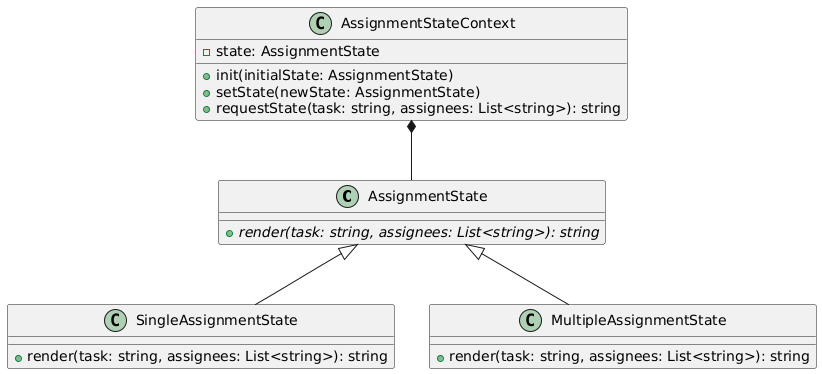 C AssignmentStateContext
state: AssignmentState
init(initialState: AssignmentState)
setState(newState: AssignmentState)
requestState(task: string, assignees: List<string>): string
C AssignmentState
render(task: string, assignees: List<string>): string
C SingleAssignmentState
render(task: string, assignees: List<string>): string
C MultipleAssignmentState
render(task: string, assignees: List<string>): string